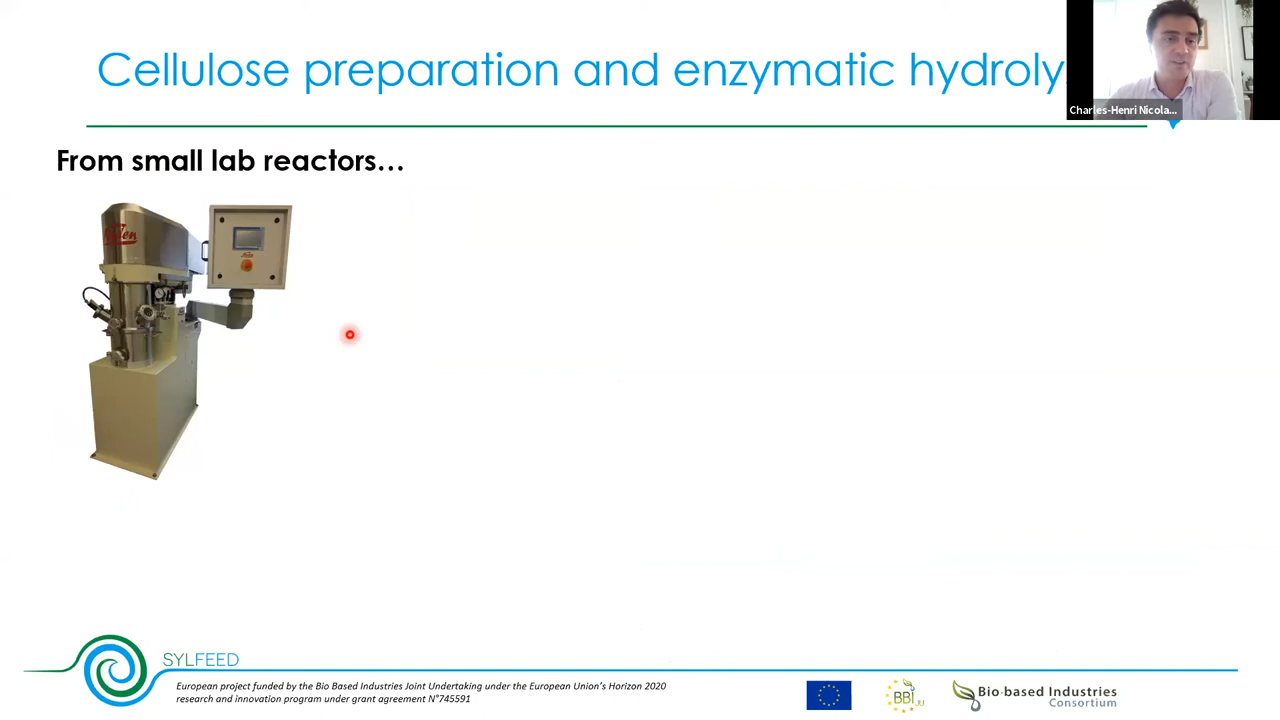 Cellulose preparation and enzymatic hydroly
Charles-Henri Nicola...
From small lab reactors...
SYLFEED
European project funded by the Bio Based Industries Joint Undertaking under the European Union's Horizon 2020
research and innovation program under grant agreement N°745591
BBI JU
Bio-based Industries
Consortium